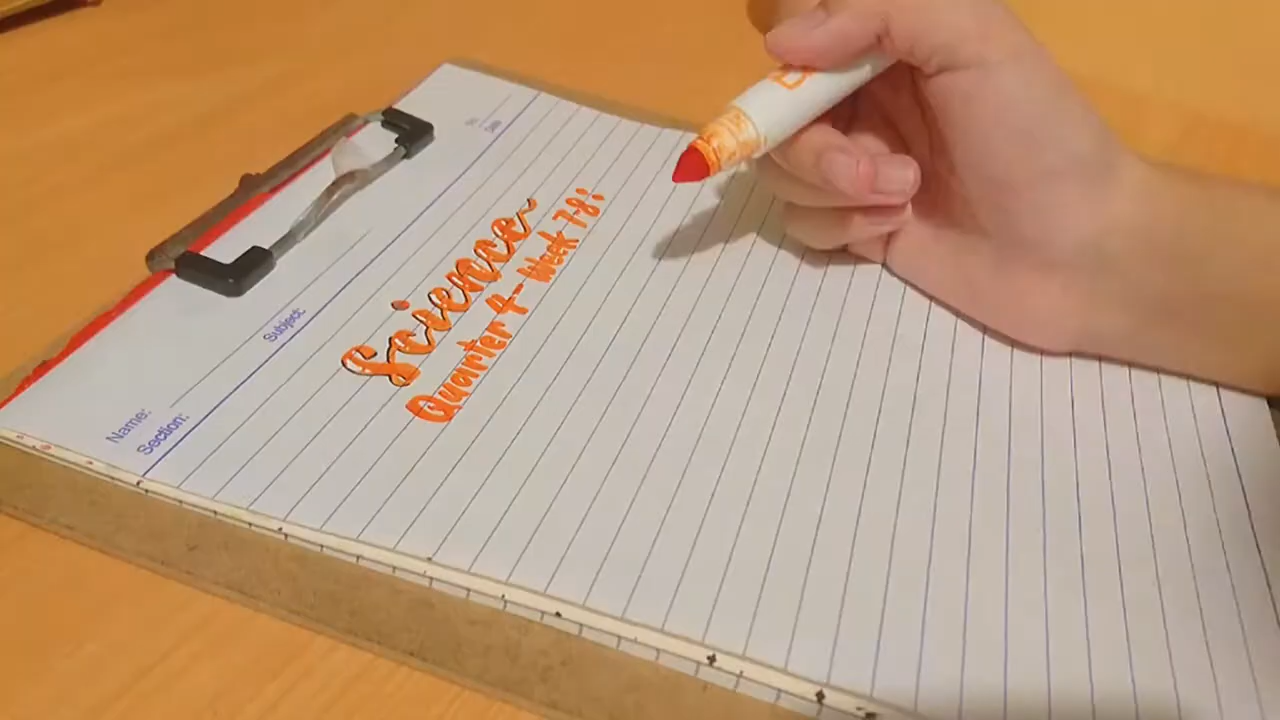 Name:
Section:
Subject:
Date:
Science
Quarter 4- Week 7-8: